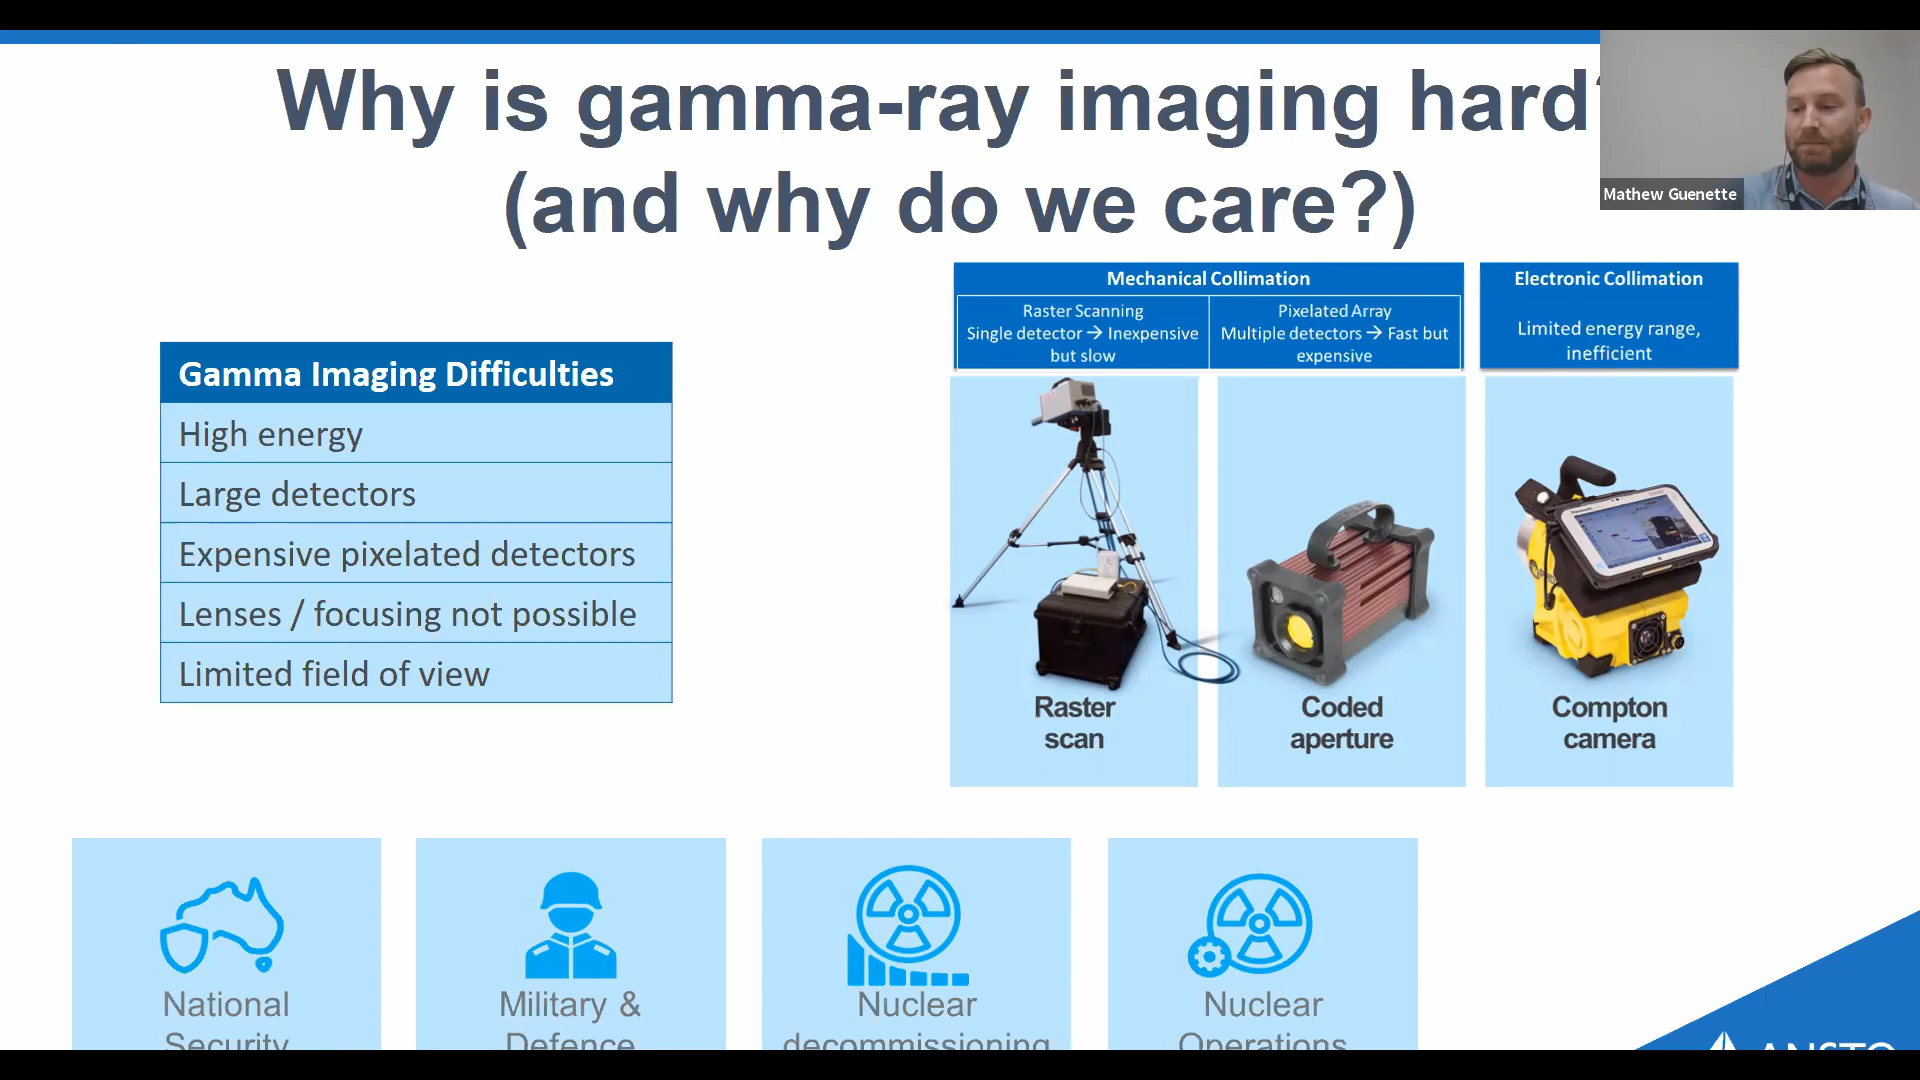 Why is gamma-ray imaging hard?
(and why do we care?)
Mathew Guenette
Gamma Imaging Difficulties
High energy
Large detectors
Expensive pixelated detectors
Lenses / focusing not possible
Limited field of view
Mechanical Collimation
Raster Scanning
Single detector → Inexpensive
but slow
Pixelated Array
Multiple detectors → Fast but
expensive
Electronic Collimation
Limited energy range,
inefficient
Raster
scan
Coded
aperture
Compton
camera
National
Security
Military &
Defence
Nuclear
decommissioning
Nuclear
Operations
ANSTO